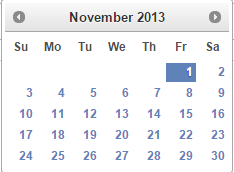 November 2013
Su Mo Tu We Th Fr Sa
1 2
3 4 5 6 7 8 9
10 11 12 13 14 15 16
17 18 19 20 21 22 23
24 25 26 27 28 29 30